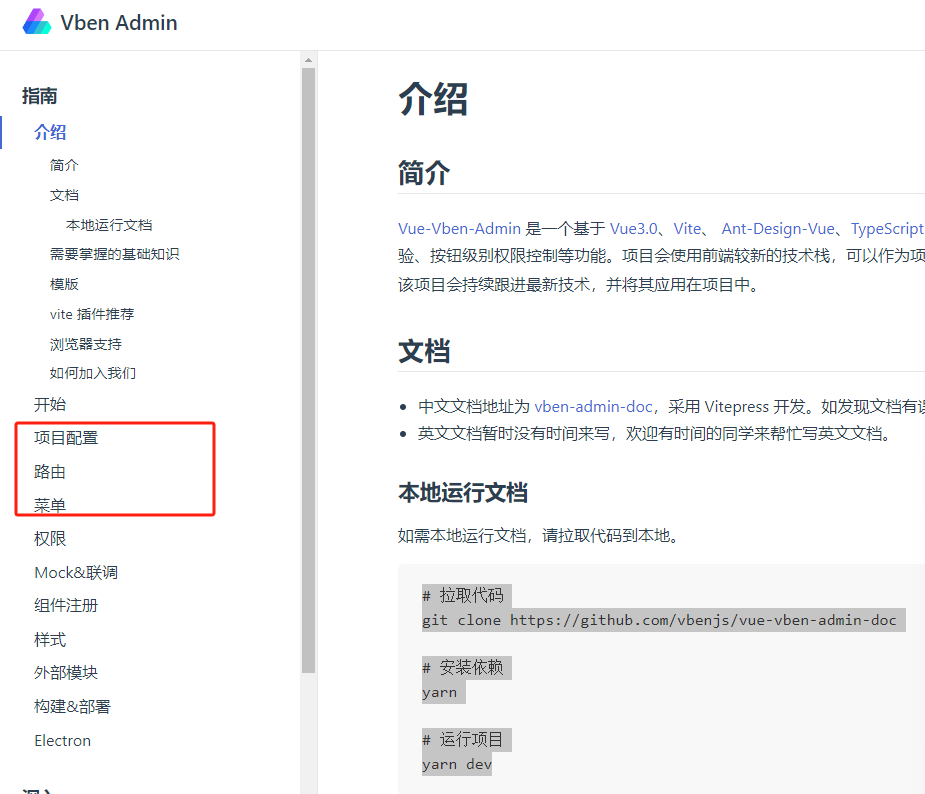 Vben Admin
指南
介绍
简介
文档
本地运行文档
需要掌握的基础知识
模版
vite 插件推荐
浏览器支持
如何加入我们
开始
项目配置
路由
菜单
权限
Mock&联调
组件注册
样式
外部模块
构建&部署
Electron
介绍
简介
Vue-Vben-Admin 是一个基于 Vue3.0、Vite、 Ant-Design-Vue、TypeScript
验、按钮级别权限控制等功能。项目会使用前端较新的技术栈，可以作为项
该项目会持续跟进最新技术，并将其应用在项目中。
文档
中文文档地址为 vben-admin-doc，采用 Vitepress 开发。如发现文档有误
英文文档暂时没有时间来写，欢迎有时间的同学来帮忙写英文文档。
本地运行文档
如需本地运行文档，请拉取代码到本地。
# 拉取代码
git clone https://github.com/vbenjs/vue-vben-admin-doc
# 安装依赖
yarn
# 运行项目
yarn dev